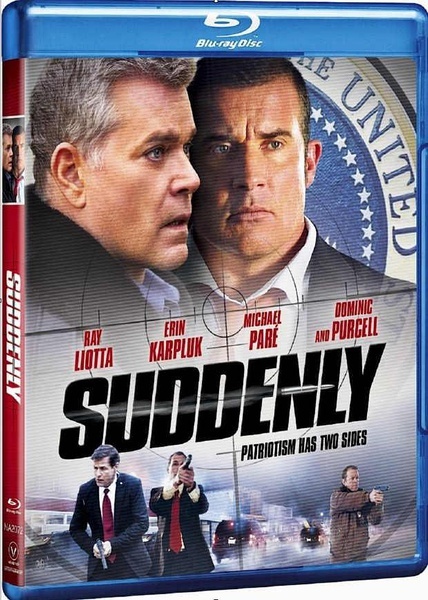 Blu-ray Disc
THE UNITED
RAY
LIOTTA
ERIN
KARPLUK
MICHAEL
PARÉ
DOMINIC
AND PURCELL
SUDDENLY
PATRIOTISM HAS TWO SIDES
SUDDENLY